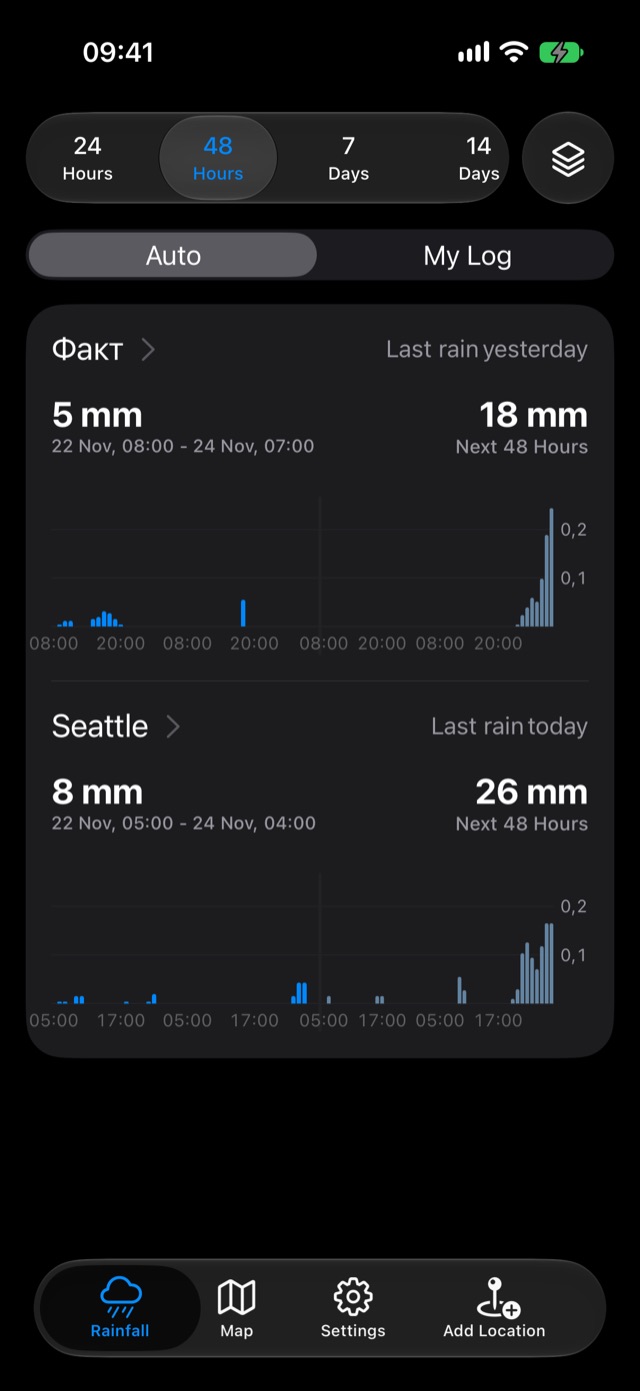 09:41
24 48 7 14
Hours Hours Days Days
Auto My Log
Факт Last rain yesterday
5 mm 18 mm
22 Nov, 08:00 - 24 Nov, 07:00 Next 48 Hours
0,2
0,1
08:00 20:00 08:00 20:00 08:00 20:00 08:00 20:00
Seattle Last rain today
8 mm 26 mm
22 Nov, 05:00 - 24 Nov, 04:00 Next 48 Hours
0,2
0,1
05:00 17:00 05:00 17:00 05:00 17:00 05:00 17:00
Rainfall Map Settings Add Location